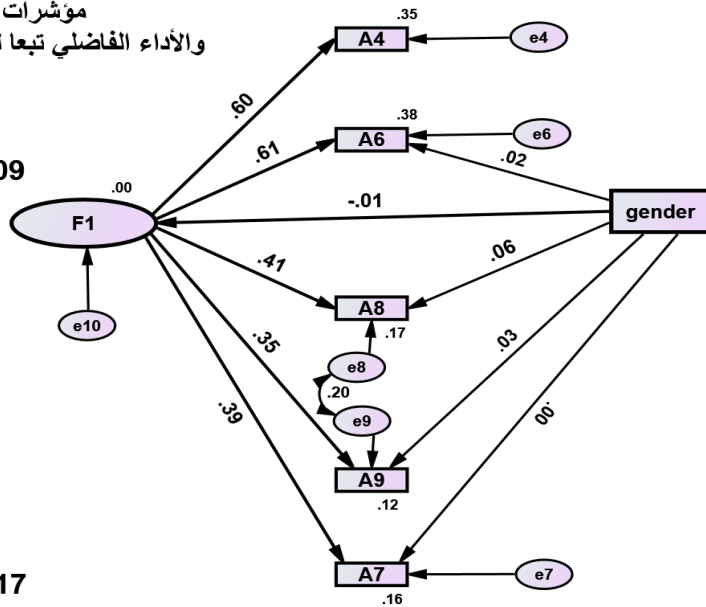 مؤشرات
والأداء الفاضلي تبعا
.35
A4
e4
.60
.38
A6
e6
.61
.02
09
.00
-.01
F1
gender
.41
.06
A8
.17
e10
.35
.03
e8
.20
.39
e9
.00
A9
.12
17
A7
e7
.16